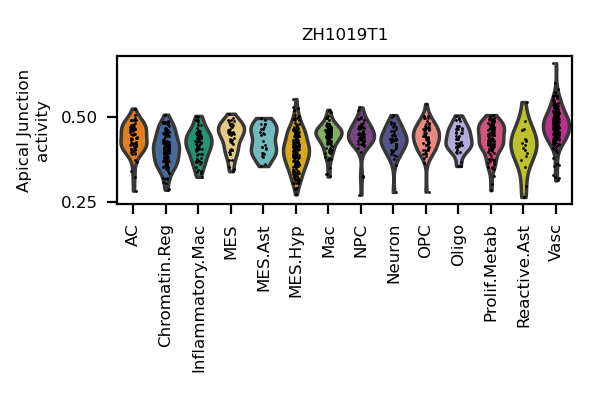 ZH1019T1
Apical Junction
activity
0.50
0.25
AC
Chromatin.Reg
Inflammatory.Mac
MES
MES.Ast
MES.Hyp
Mac
NPC
Neuron
OPC
Oligo
Prolif.Metab
Reactive.Ast
Vasc